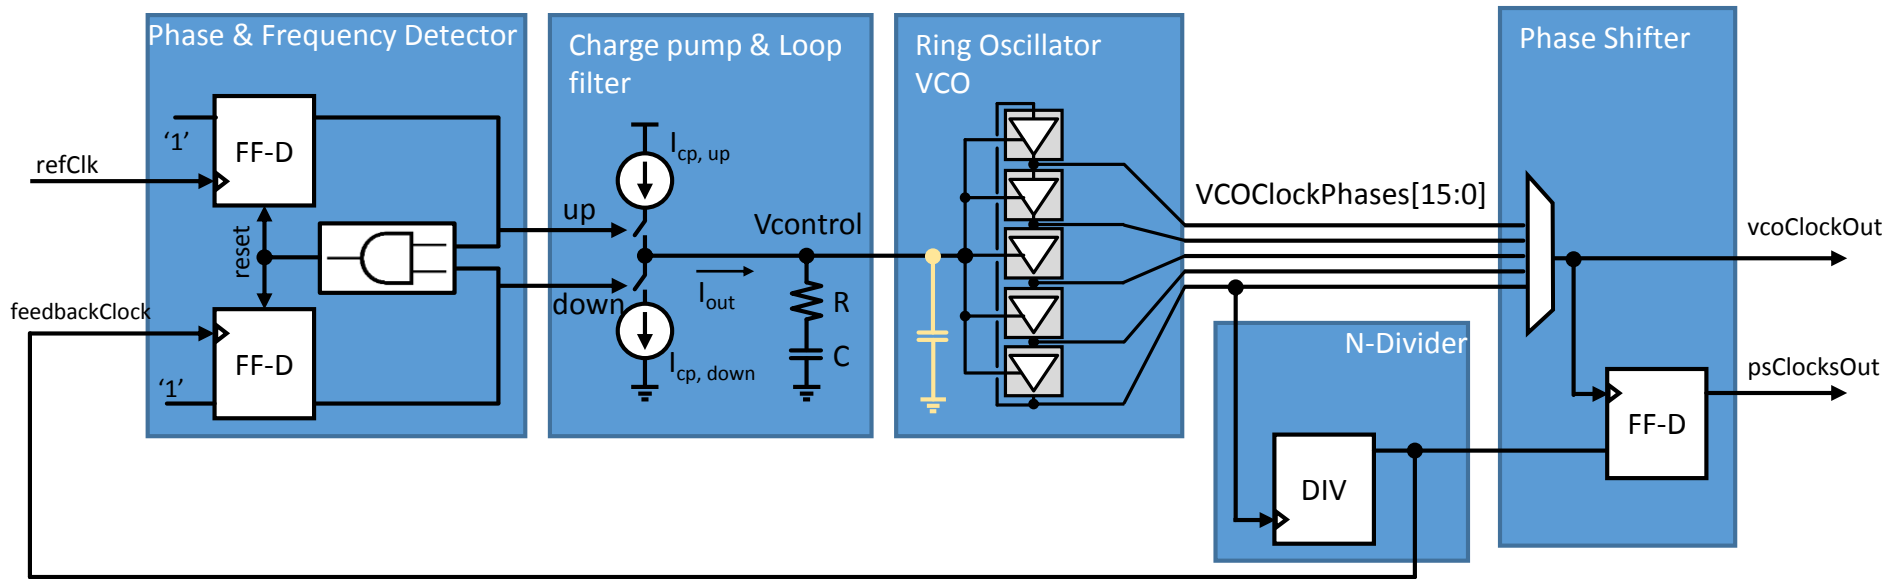 Phase & Frequency Detector
'1'
FF-D
refClk
reset
feedbackClock
FF-D
'1'
Charge pump & Loop
filter
Icp, up
up
down
Iout
Icp, down
R
C
Vcontrol
Ring Oscillator
VCO
VCOClockPhases[15:0]
N-Divider
DIV
Phase Shifter
FF-D
vcoClockOut
psClocksOut